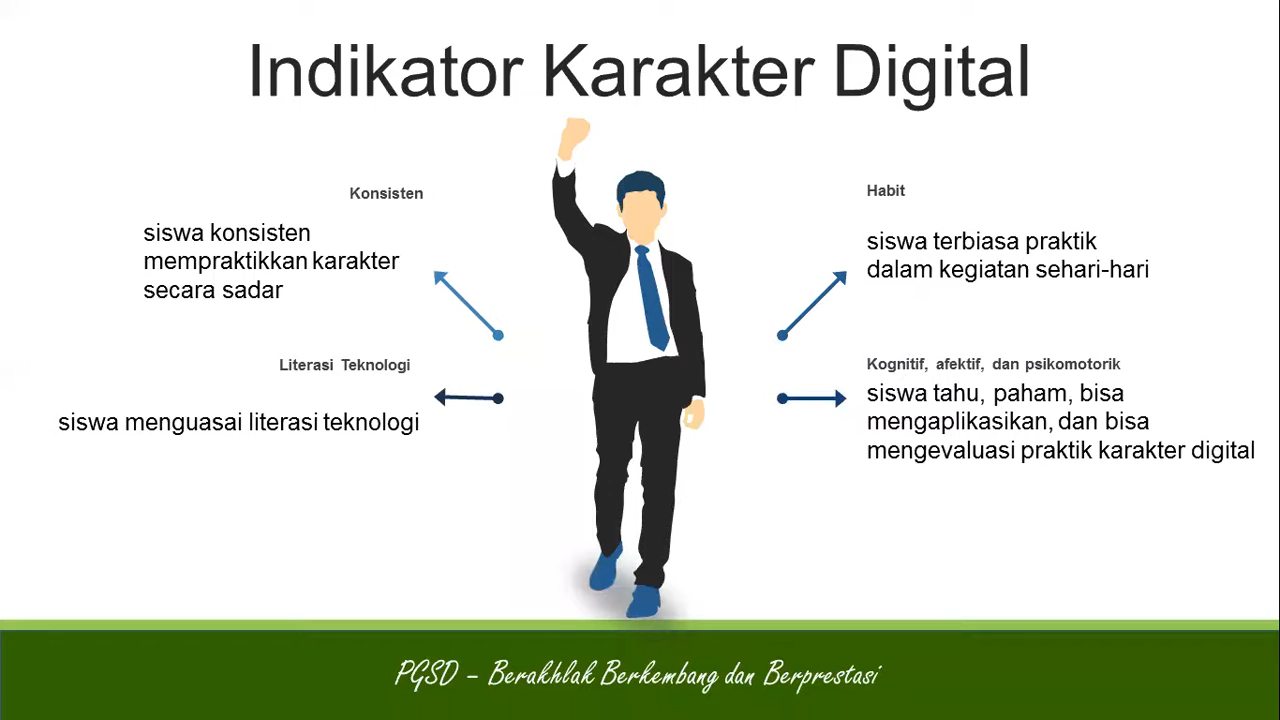 Indikator Karakter Digital
Konsisten
siswa konsisten
mempraktikkan karakter
secara sadar
Habit
siswa terbiasa praktik
dalam kegiatan sehari-hari
Literasi Teknologi
siswa menguasai literasi teknologi
Kognitif, afektif, dan psikomotorik
siswa tahu, paham, bisa
mengaplikasikan, dan bisa
mengevaluasi praktik karakter digital
PGSD – Berakhlak Berkembang dan Berprestasi